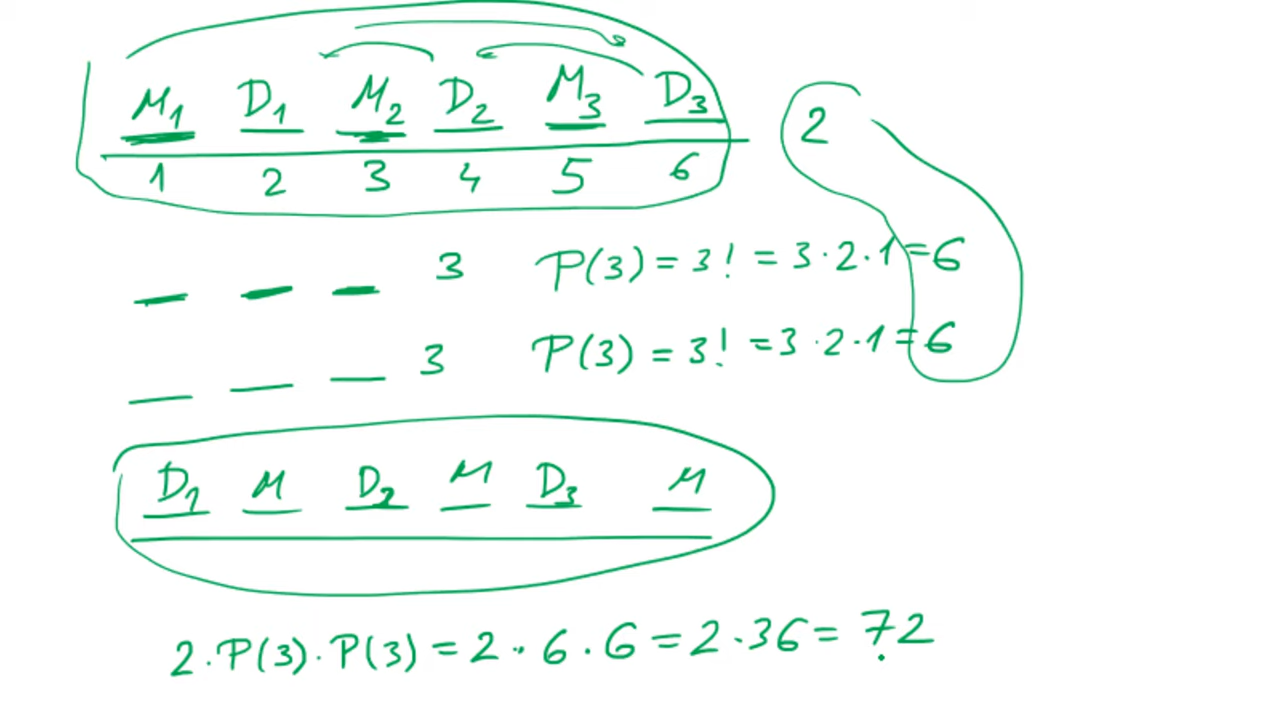 M₁ D₁ M₂ D₂ M₃ D₃ 2
1 2 3 4 5 6
3 P(3) = 3! = 3·2·1 = 6
3 P(3) = 3! = 3·2·1 = 6
D₁ M D₂ M D₃ M
2·P(3)·P(3) = 2·6·6 = 2·36 = 72